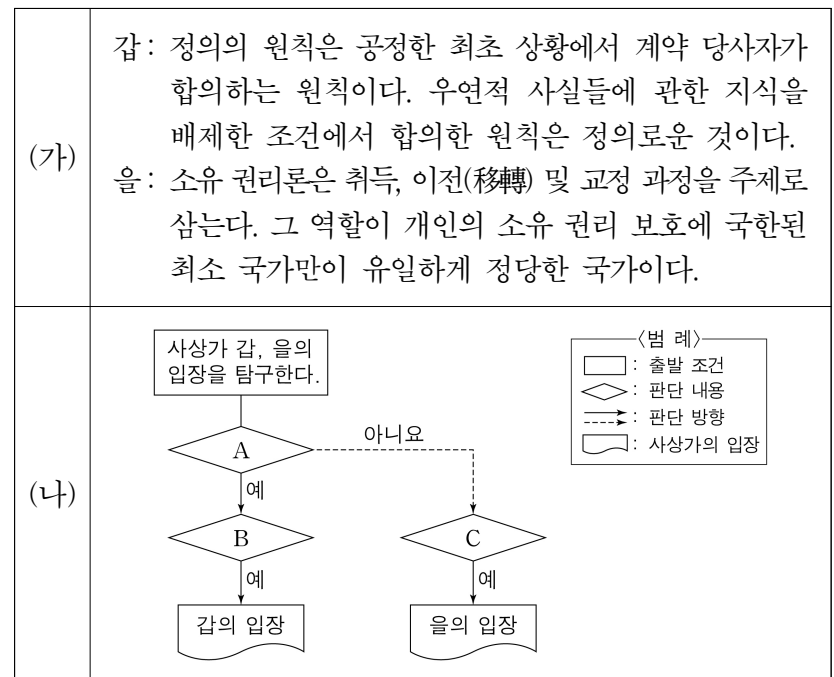 (가)
갑: 정의의 원칙은 공정한 최초 상황에서 계약 당사자가
합의하는 원칙이다. 우연적 사실들에 관한 지식을
배제한 조건에서 합의한 원칙은 정의로운 것이다.
을: 소유 권리론은 취득, 이전(移轉) 및 교정 과정을 주제로
삼는다. 그 역할이 개인의 소유 권리 보호에 국한된
최소 국가만이 유일하게 정당한 국가이다.
(나)
사상가 갑, 을의
입장을 탐구한다.
A
아니요
예
B
예
갑의 입장
C
예
을의 입장
〈범 례〉
: 출발 조건
: 판단 내용
: 판단 방향
: 사상가의 입장